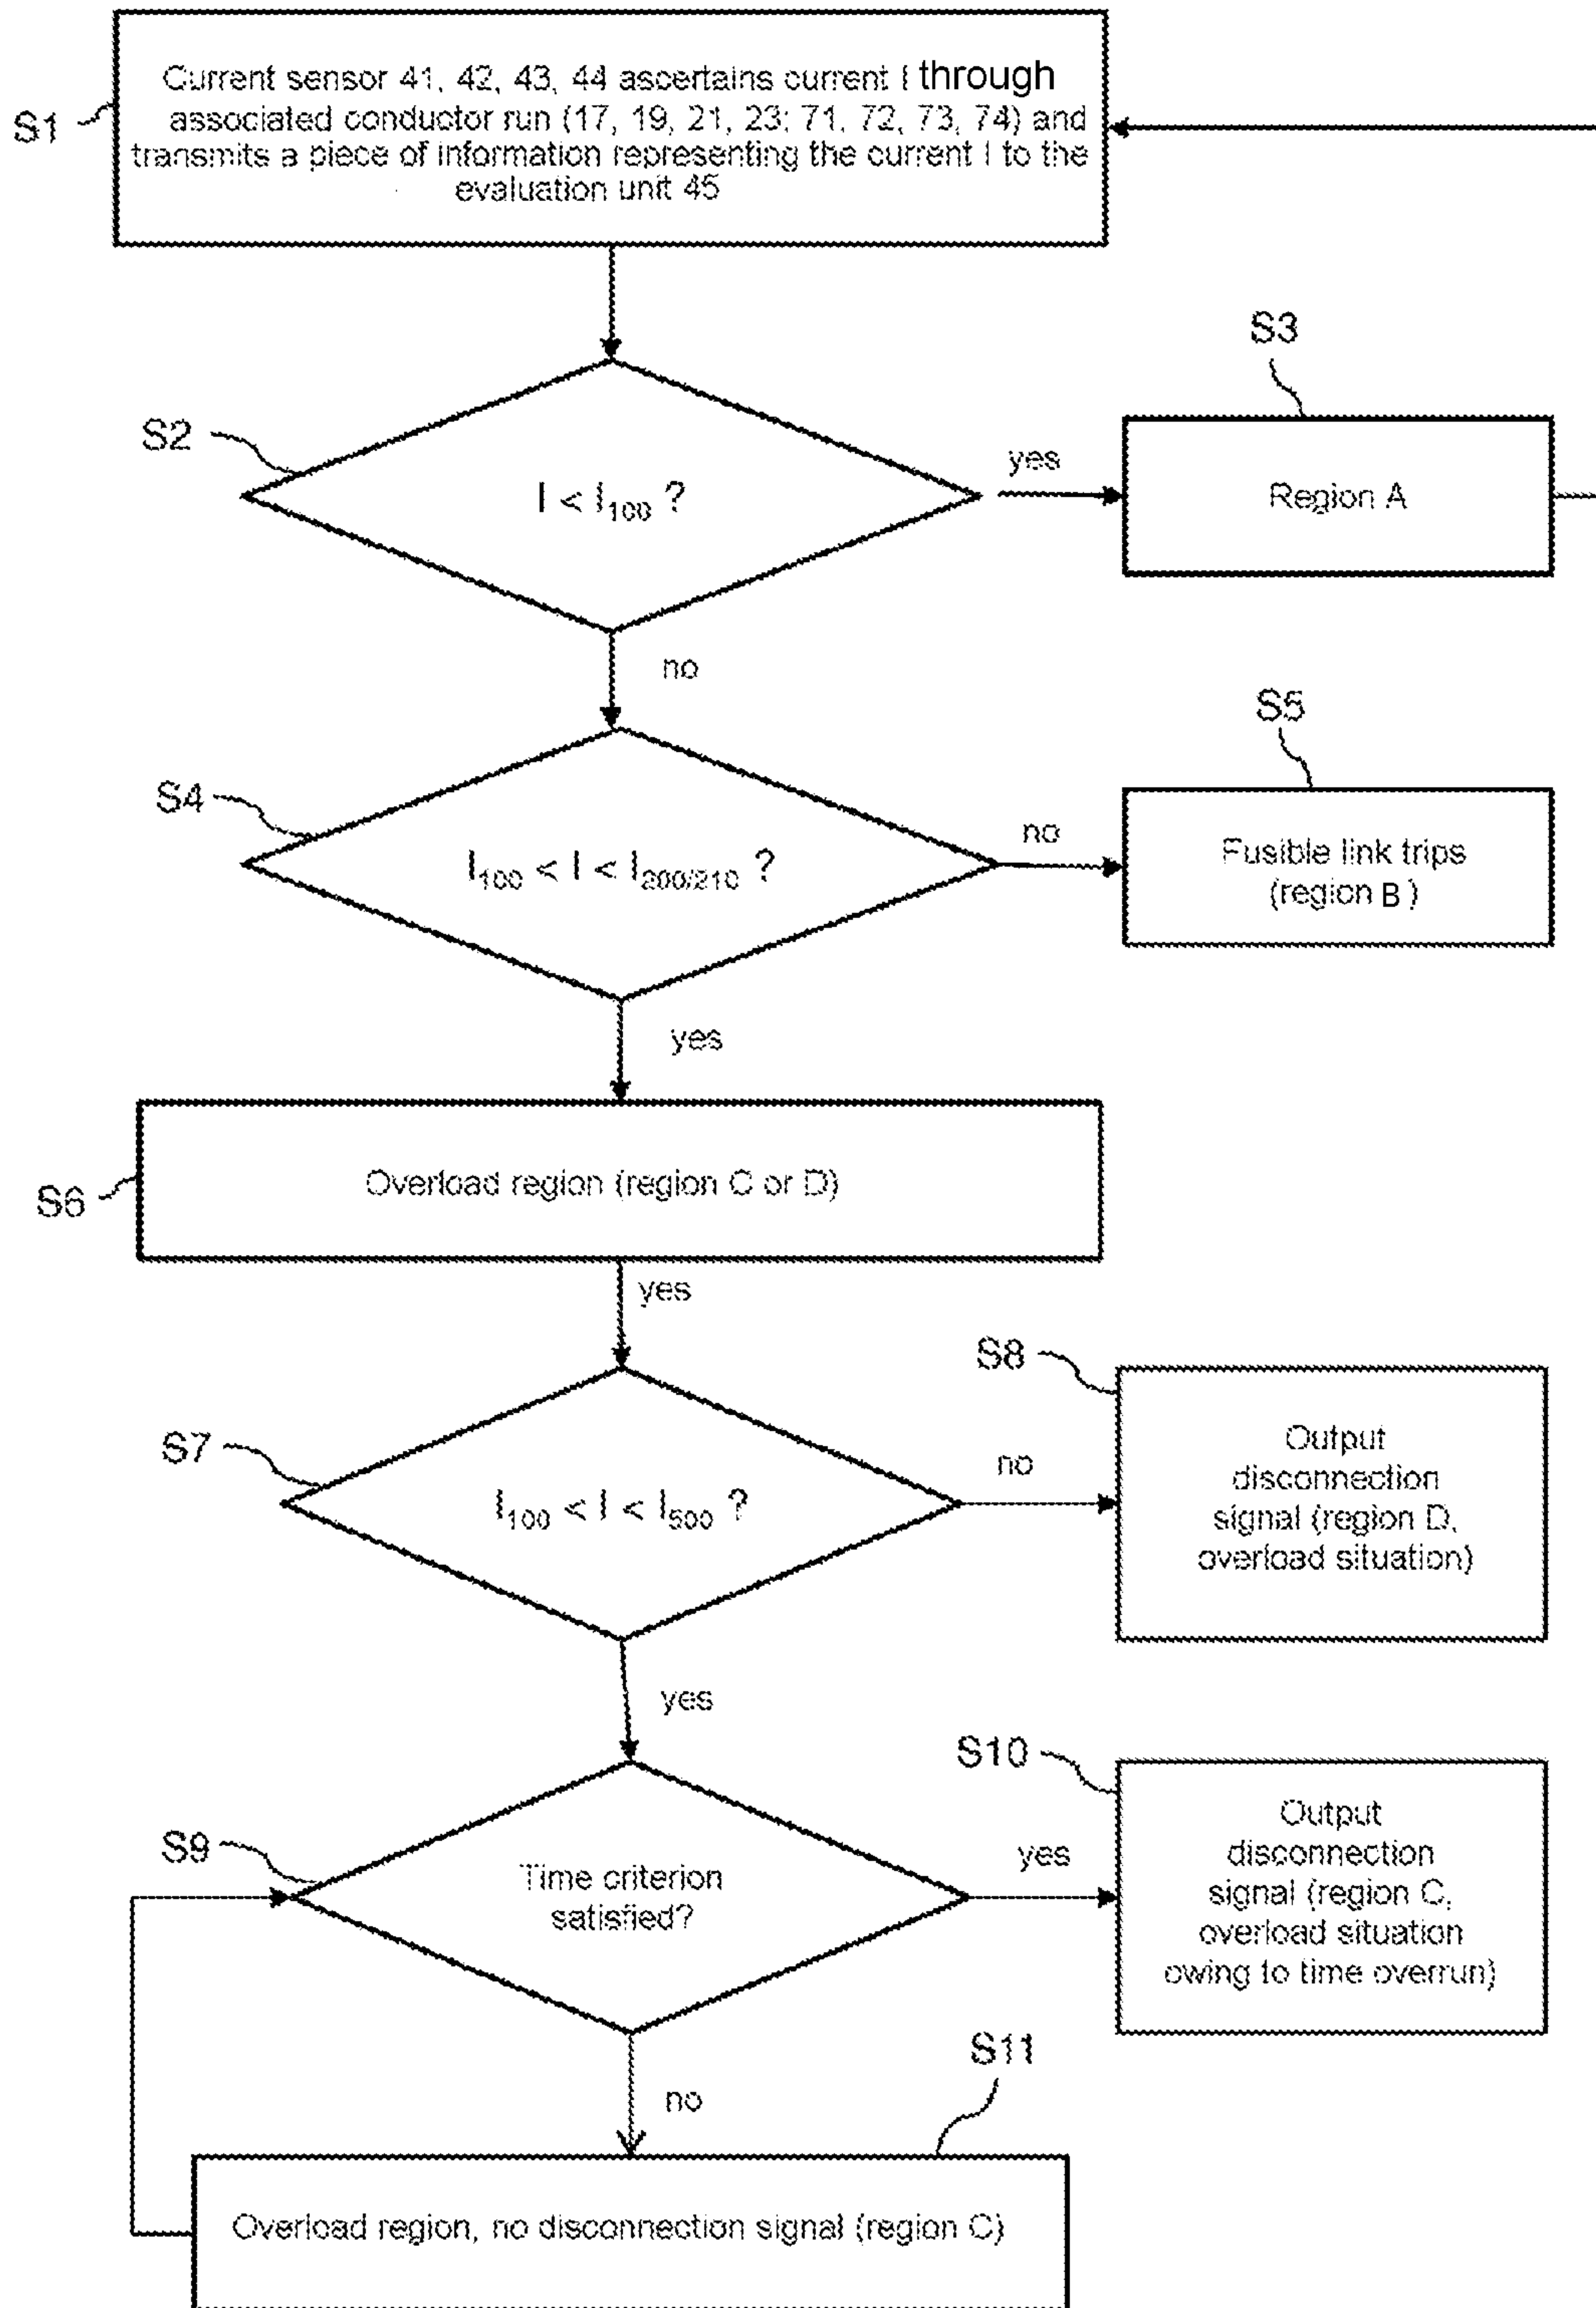 S1
Current sensor 41, 42, 43, 44 ascertains current I through
associated conductor run (17, 19, 21, 23; 71, 72, 73, 74) and
transmits a piece of information representing the current I to the
evaluation unit 45
S2
I < I100 ?
yes
S3
Region A
no
S4
I100 < I < I200/210 ?
no
S5
Fusible link trips
(region B )
yes
S6
Overload region (region C or D)
yes
S7
I100 < I < I500 ?
no
S8
Output
disconnection
signal (region D,
overload situation)
yes
S9
Time criterion
satisfied?
yes
S10
Output
disconnection
signal (region C,
overload situation
owing to time overrun)
no
S11
Overload region, no disconnection signal (region C)